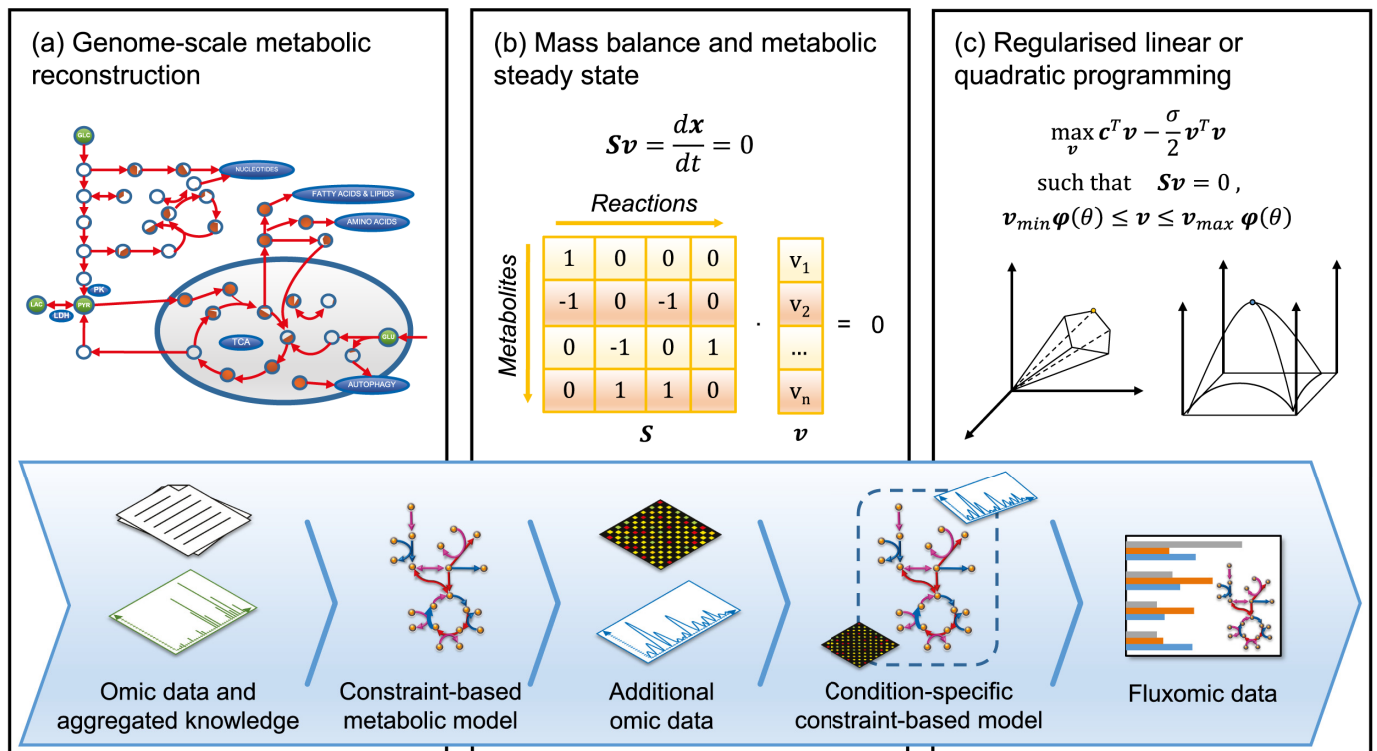 (a) Genome-scale metabolic
reconstruction
GLC
NUCLEOTIDES
FATTY ACIDS & LIPIDS
AMINO ACIDS
PK
LAC
PYR
LDH
TCA
GLU
AUTOPHAGY
(b) Mass balance and metabolic
steady state
Sv = dx/dt = 0
Reactions
Metabolites
1 0 0 0
-1 0 -1 0
0 -1 0 1
0 1 1 0
S
·
v₁
v₂
...
vₙ
v
= 0
(c) Regularised linear or
quadratic programming
max_v cᵀv − σ/2 vᵀv
such that Sv = 0 ,
v_min φ(θ) ≤ v ≤ v_max φ(θ)
Omic data and
aggregated knowledge
Constraint-based
metabolic model
Additional
omic data
Condition-specific
constraint-based model
Fluxomic data